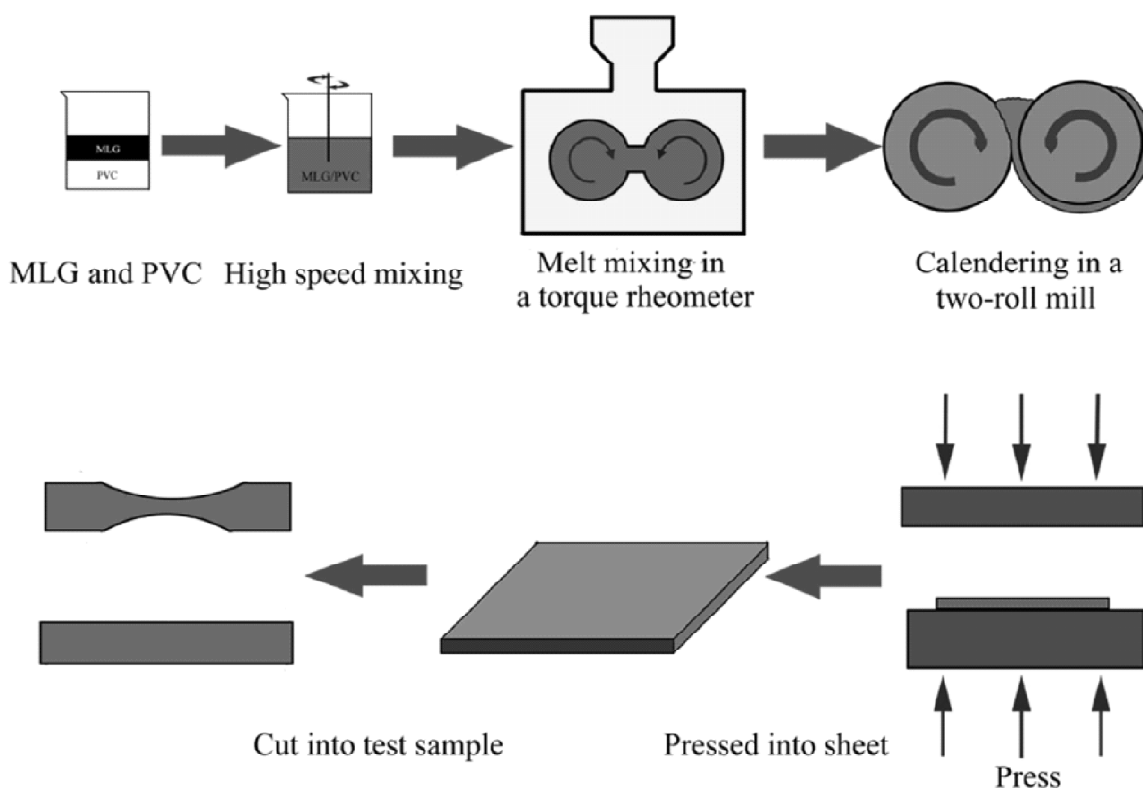 MLG
PVC
MLG/PVC
MLG and PVC
High speed mixing
Melt mixing in
a torque rheometer
Calendering in a
two-roll mill
Cut into test sample
Pressed into sheet
Press